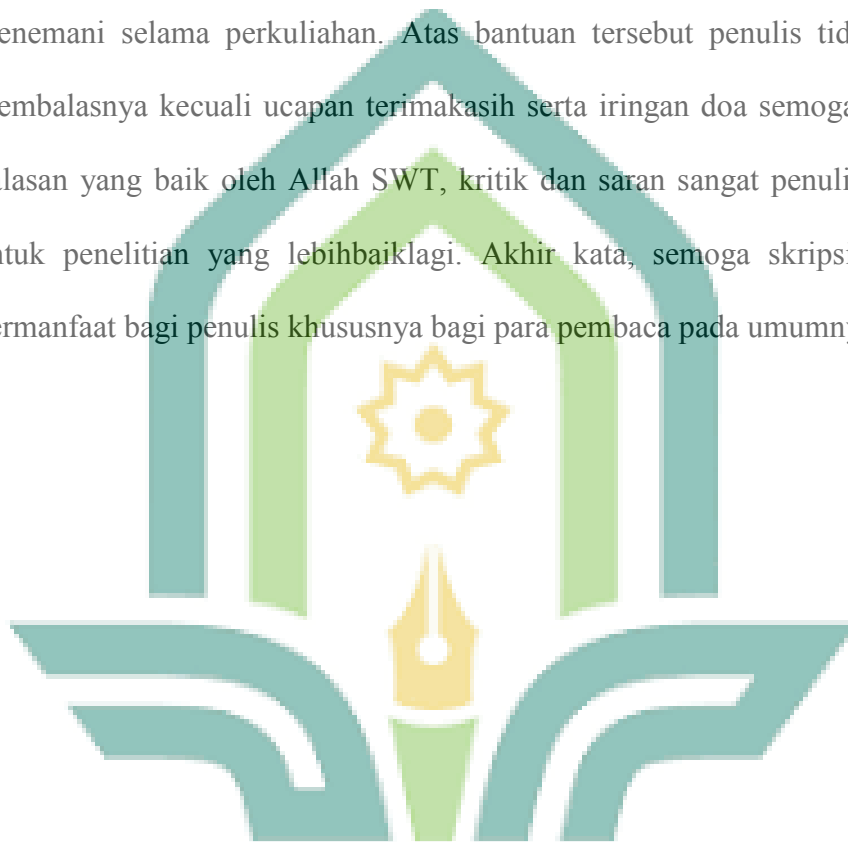 enemani selama perkuliahan. Atas bantuan tersebut penulis tid
embalasnya kecuali ucapan terimakasih serta iringan doa semoga
alasan yang baik oleh Allah SWT, kritik dan saran sangat penuli
ntuk penelitian yang lebihbaiklagi. Akhir kata, semoga skripsi
ermanfaat bagi penulis khususnya bagi para pembaca pada umumny